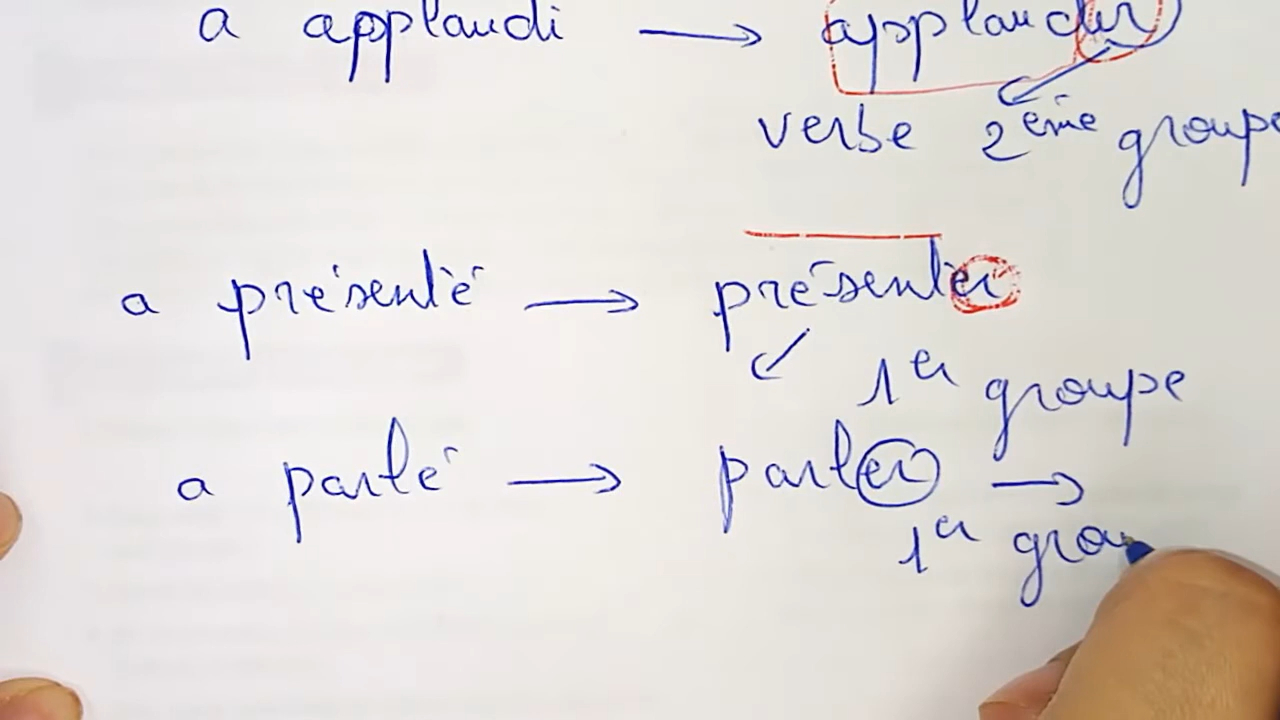 a applaudi → applaudir
verbe 2ème groupe
a présenté → présenter
1er groupe
a parlé → parler →
1er grou